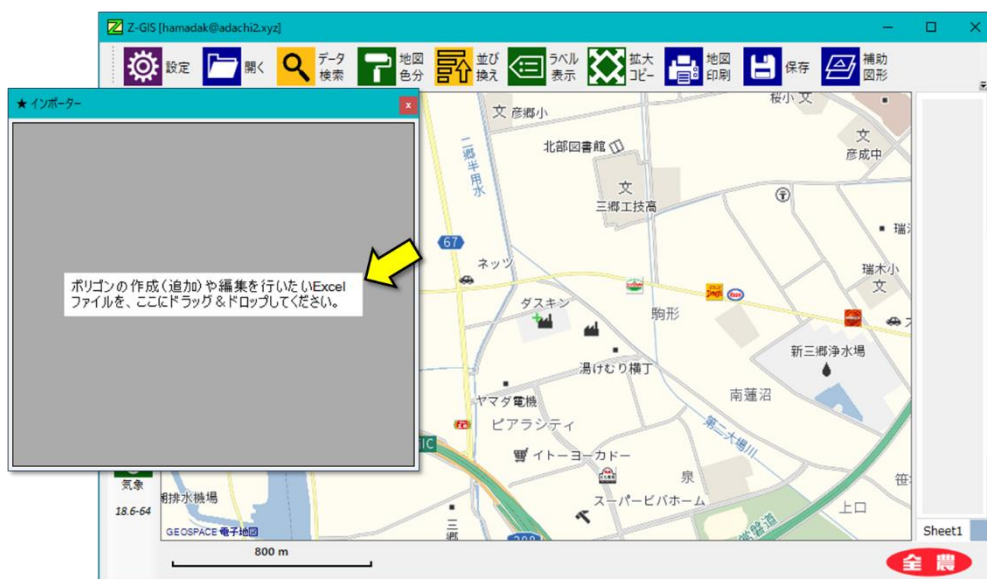 Z-GIS [hamadak@adachi2.xyz]
設定
開く
データ
検索
地図
色分
並び
換え
ラベル
表示
拡大
コピー
地図
印刷
保存
補助
図形
★ インポーター
ポリゴンの作成(追加)や編集を行いたいExcel
ファイルを、ここにドラッグ&ドロップしてください。
文 彦郷小
桜小 文
北部図書館
文
彦成中
二郷半用水
文
三郷工技高
67
ネッツ
瑞木小
文
ダスキン
駒形
新三郷浄水場
湯けむり横丁
南蓮沼
ヤマダ電機
ピアラシティ
第二大場川
IC
イトーヨーカドー
泉
スーパービバホーム
上口
気象
18.6-64
排水機場
三郷
常磐道
GEOSPACE 電子地図
800 m
Sheet1
全農